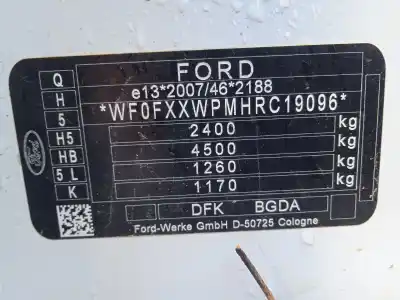 FORD
e13*2007/46*2188
*WF0FXXWPMHRC19096*
2400 kg
4500 kg
1260 kg
1170 kg
DFK BGDA
Ford-Werke GmbH D-50725 Cologne
Q
H
5
H5
HB
5 L
K
Ford